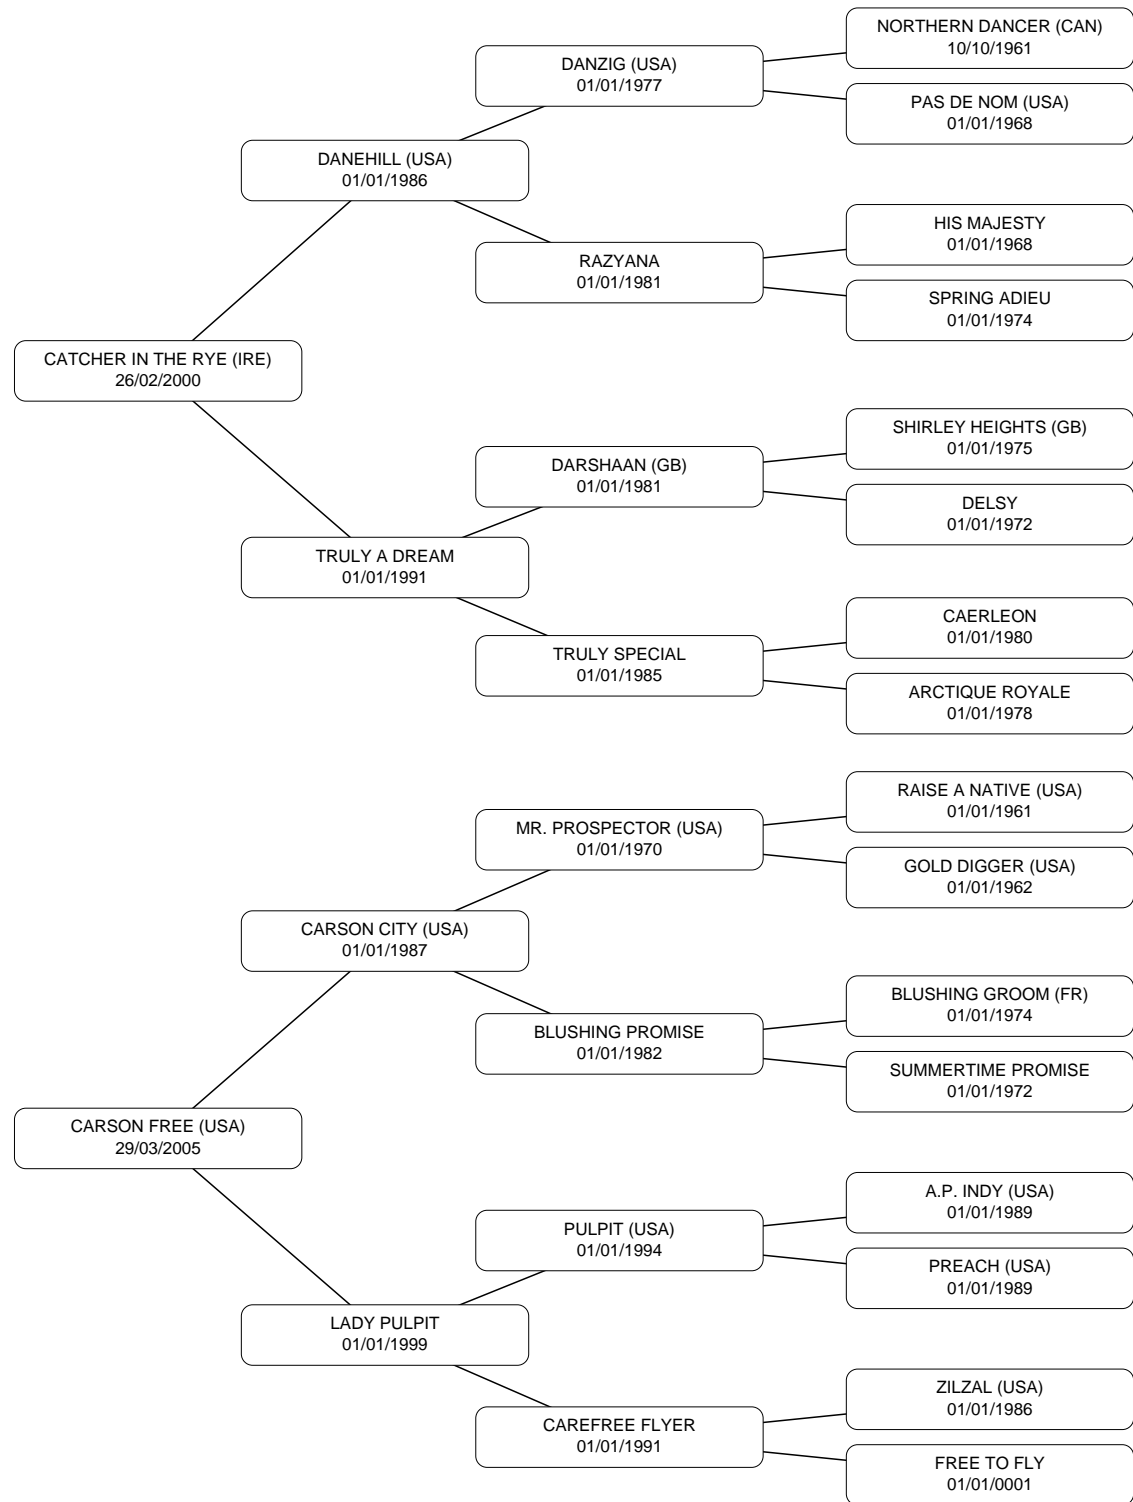 NORTHERN DANCER (CAN)
10/10/1961
DANZIG (USA)
01/01/1977
PAS DE NOM (USA)
01/01/1968
DANEHILL (USA)
01/01/1986
HIS MAJESTY
01/01/1968
RAZYANA
01/01/1981
SPRING ADIEU
01/01/1974
CATCHER IN THE RYE (IRE)
26/02/2000
SHIRLEY HEIGHTS (GB)
01/01/1975
DARSHAAN (GB)
01/01/1981
DELSY
01/01/1972
TRULY A DREAM
01/01/1991
CAERLEON
01/01/1980
TRULY SPECIAL
01/01/1985
ARCTIQUE ROYALE
01/01/1978
RAISE A NATIVE (USA)
01/01/1961
MR. PROSPECTOR (USA)
01/01/1970
GOLD DIGGER (USA)
01/01/1962
CARSON CITY (USA)
01/01/1987
BLUSHING GROOM (FR)
01/01/1974
BLUSHING PROMISE
01/01/1982
SUMMERTIME PROMISE
01/01/1972
CARSON FREE (USA)
29/03/2005
A.P. INDY (USA)
01/01/1989
PULPIT (USA)
01/01/1994
PREACH (USA)
01/01/1989
LADY PULPIT
01/01/1999
ZILZAL (USA)
01/01/1986
CAREFREE FLYER
01/01/1991
FREE TO FLY
01/01/0001